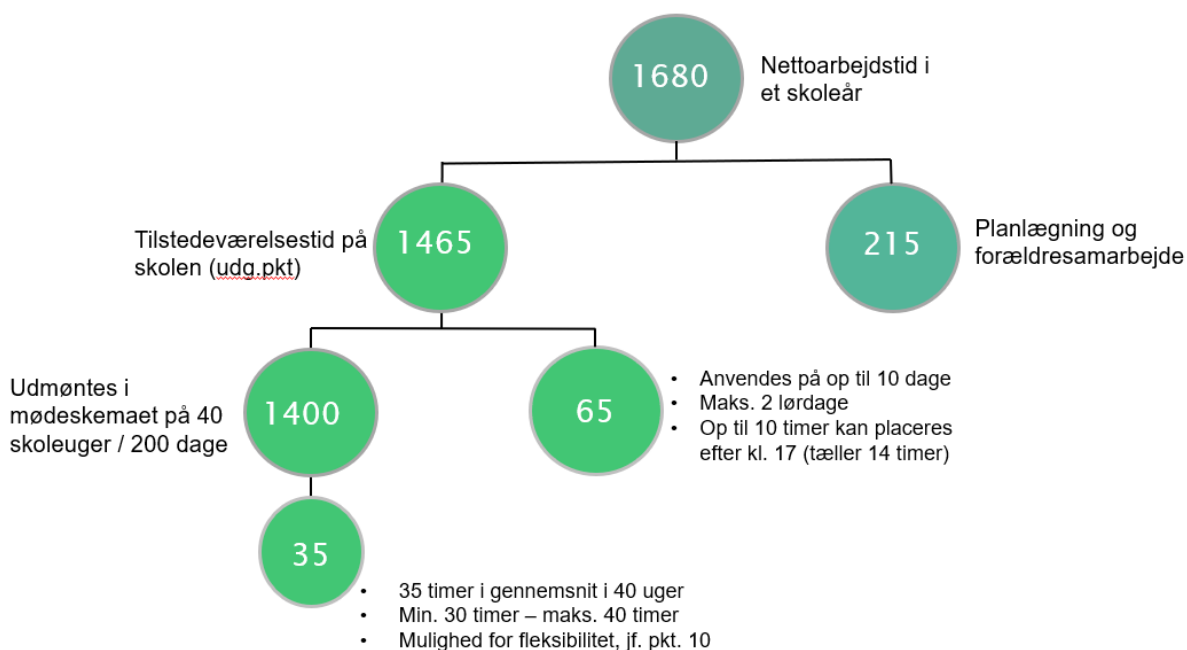 1680
Nettoarbejdstid i
et skoleår
Tilstedeværelsestid på
skolen (udg.pkt)
1465
215
Planlægning og
forældresamarbejde
Udmøntes i
mødeskemaet på 40
skoleuger / 200 dage
1400
65
• Anvendes på op til 10 dage
• Maks. 2 lørdage
• Op til 10 timer kan placeres
efter kl. 17 (tæller 14 timer)
35
• 35 timer i gennemsnit i 40 uger
• Min. 30 timer – maks. 40 timer
• Mulighed for fleksibilitet, jf. pkt. 10